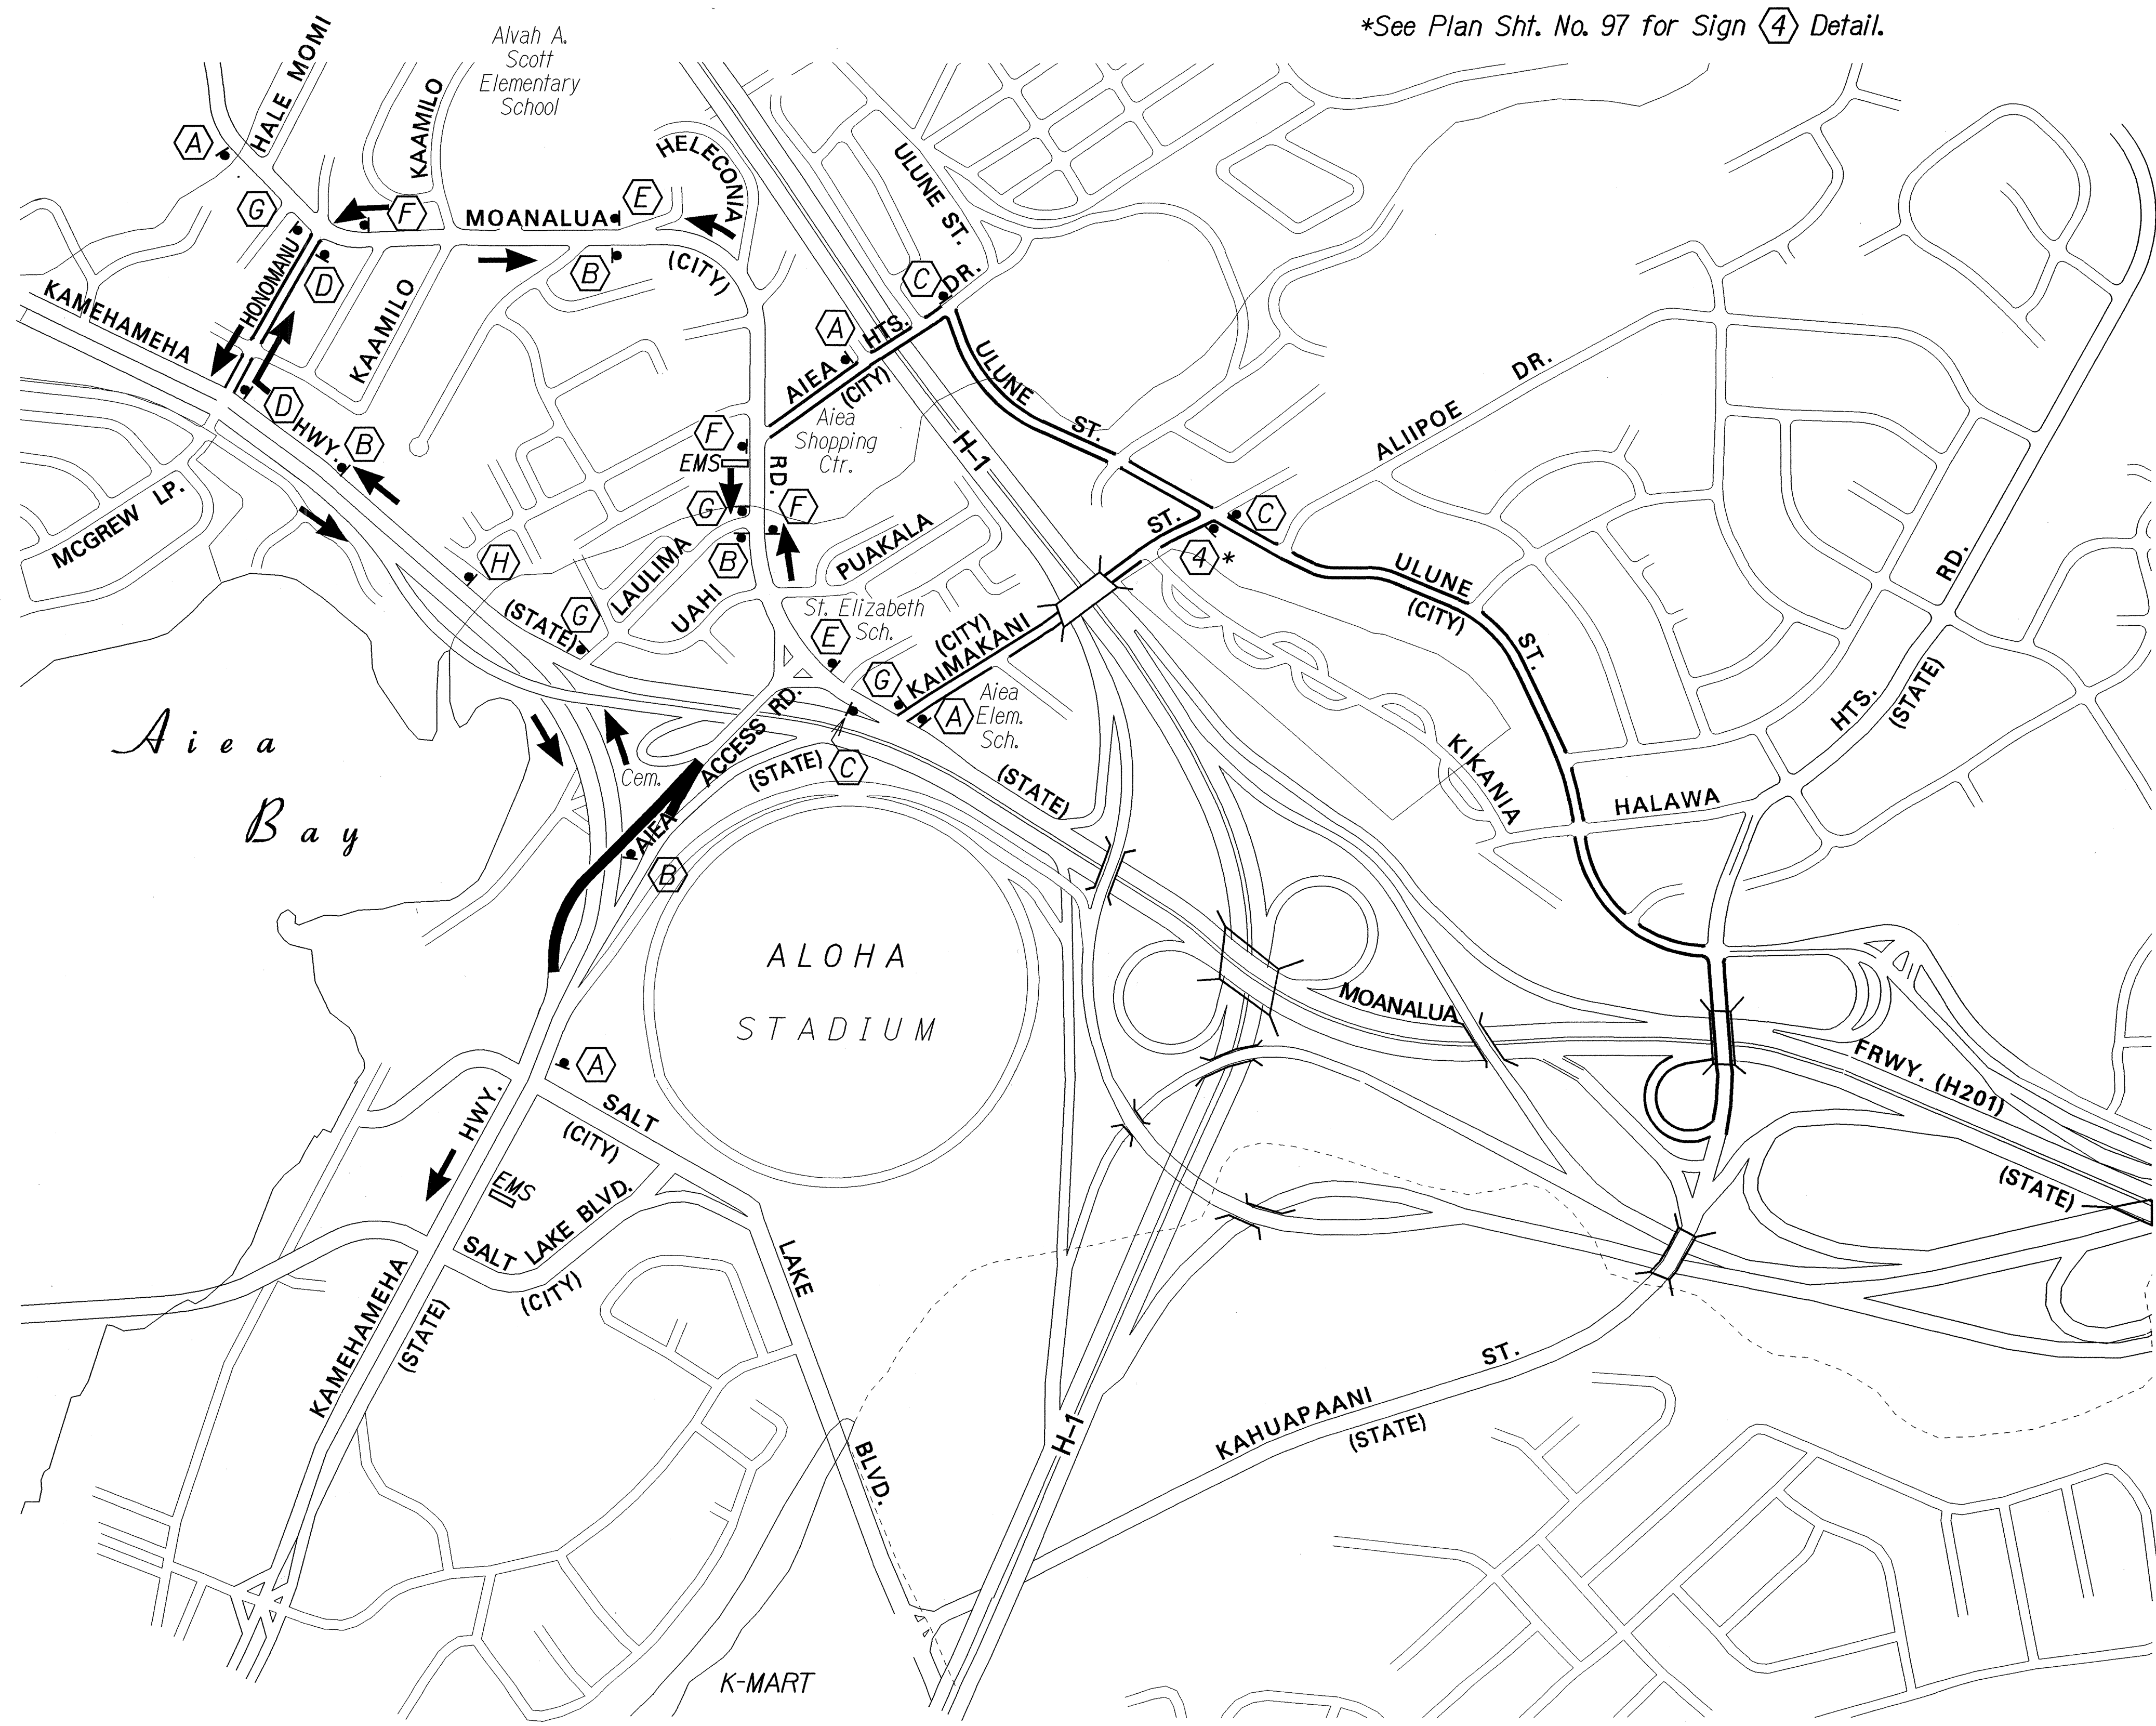 *See Plan Sht. No. 97 for Sign 4 Detail.
Alvah A.
Scott
Elementary
School
HALE MOMI
KAAMILO
A
HELECONIA
ULUNE ST.
G
F
MOANALUA
E
HONOMANU
D
B
(CITY)
C
DR.
KAMEHAMEHA
KAAMILO
A
HTS.
AIEA
(CITY)
ULUNE
ST.
DR.
ALIIPOE
D
HWY.
B
F
EMS
RD.
Aiea
Shopping
Ctr.
H-1
MCGREW LP.
G
F
ST.
C
4*
H
LAULIMA
B
PUAKALA
ULUNE
(CITY)
ST.
RD.
(STATE)
G
UAHI
St. Elizabeth
Sch.
E
(CITY)
KAIMAKANI
G
A
Aiea
Elem.
Sch.
HTS.
(STATE)
Aiea
Bay
Cem.
ACCESS RD.
(STATE)
C
(STATE)
KIKANIA
HALAWA
AIEA
B
ALOHA
STADIUM
MOANALUA
FRWY. (H201)
A
HWY.
SALT
(CITY)
EMS
(STATE)
SALT LAKE BLVD.
(CITY)
LAKE
KAMEHAMEHA
(STATE)
ST.
KAHUAPAANI
(STATE)
H-1
BLVD.
K-MART